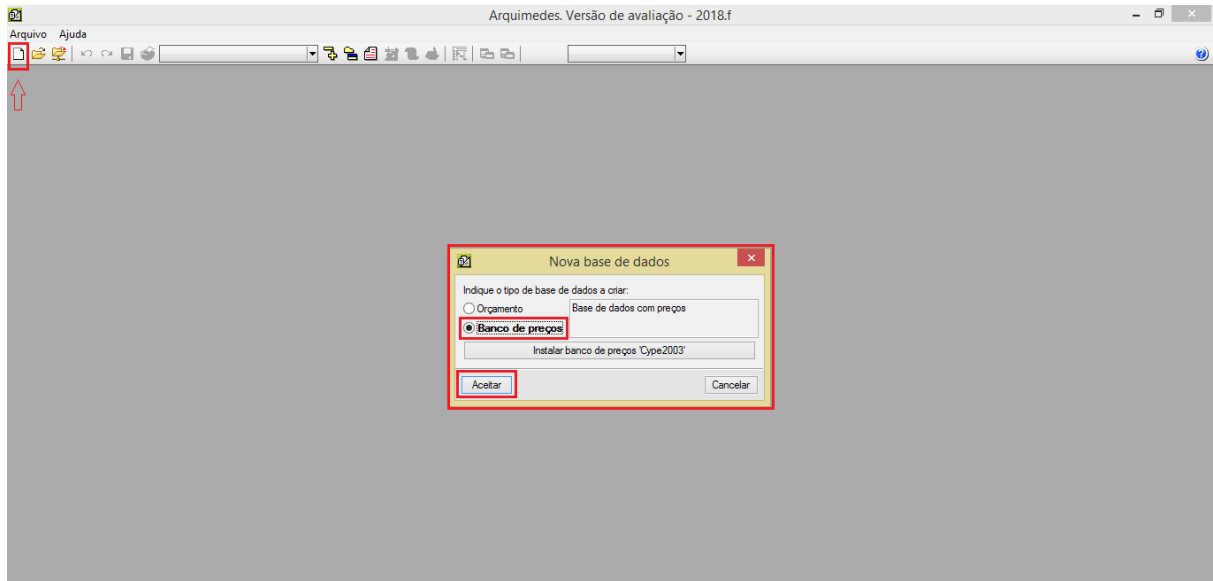 Arquimedes. Versão de avaliação - 2018.f
Arquivo Ajuda
Nova base de dados
Indique o tipo de base de dados a criar:
Orçamento
Base de dados com preços
Banco de preços
Instalar banco de preços 'Cype2003'
Aceitar Cancelar